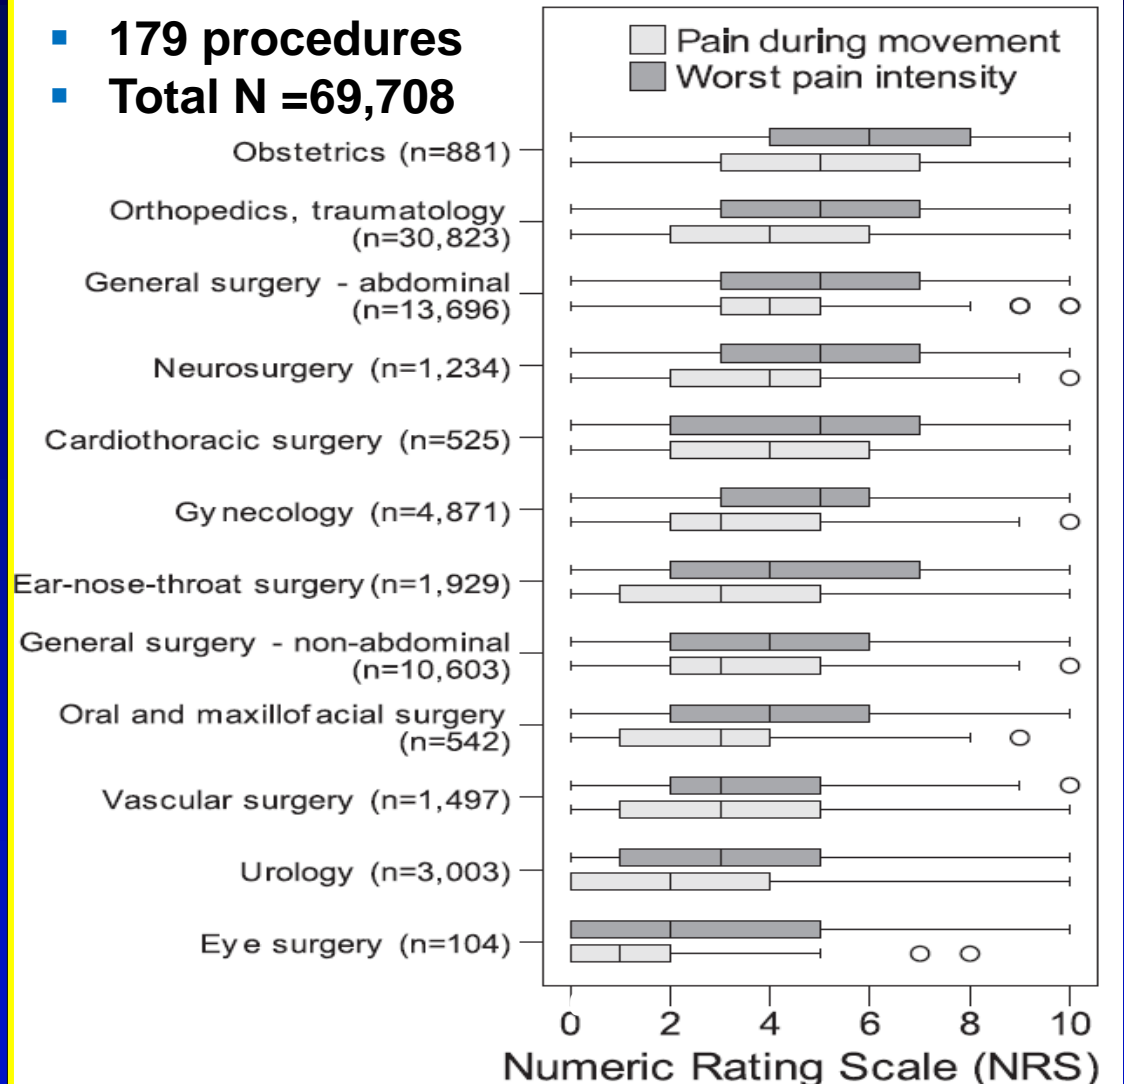 ▪ 179 procedures
▪ Total N =69,708
Pain during movement
Worst pain intensity
Obstetrics (n=881)
Orthopedics, traumatology
(n=30,823)
General surgery - abdominal
(n=13,696)
Neurosurgery (n=1,234)
Cardiothoracic surgery (n=525)
Gynecology (n=4,871)
Ear-nose-throat surgery (n=1,929)
General surgery - non-abdominal
(n=10,603)
Oral and maxillofacial surgery
(n=542)
Vascular surgery (n=1,497)
Urology (n=3,003)
Eye surgery (n=104)
0 2 4 6 8 10
Numeric Rating Scale (NRS)